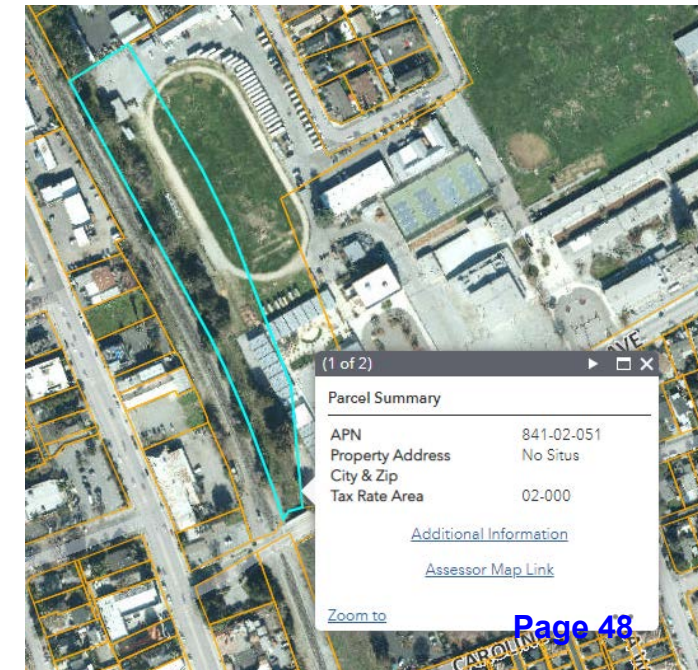 AVE
(1 of 2)
Parcel Summary
APN 841-02-051
Property Address No Situs
City & Zip
Tax Rate Area 02-000
Additional Information
Assessor Map Link
Zoom to
Page 48